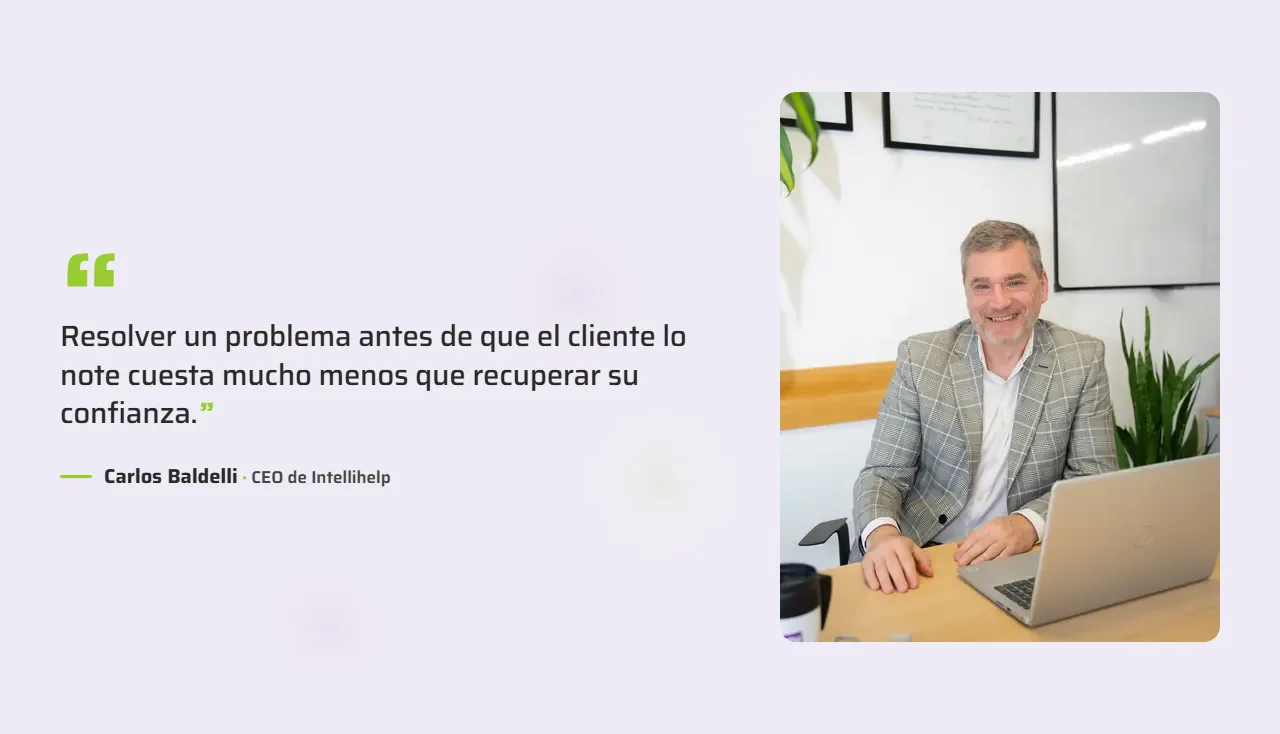 “
Resolver un problema antes de que el cliente lo
note cuesta mucho menos que recuperar su
confianza.”
Carlos Baldelli · CEO de Intellihelp